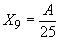 X₉ = A/25